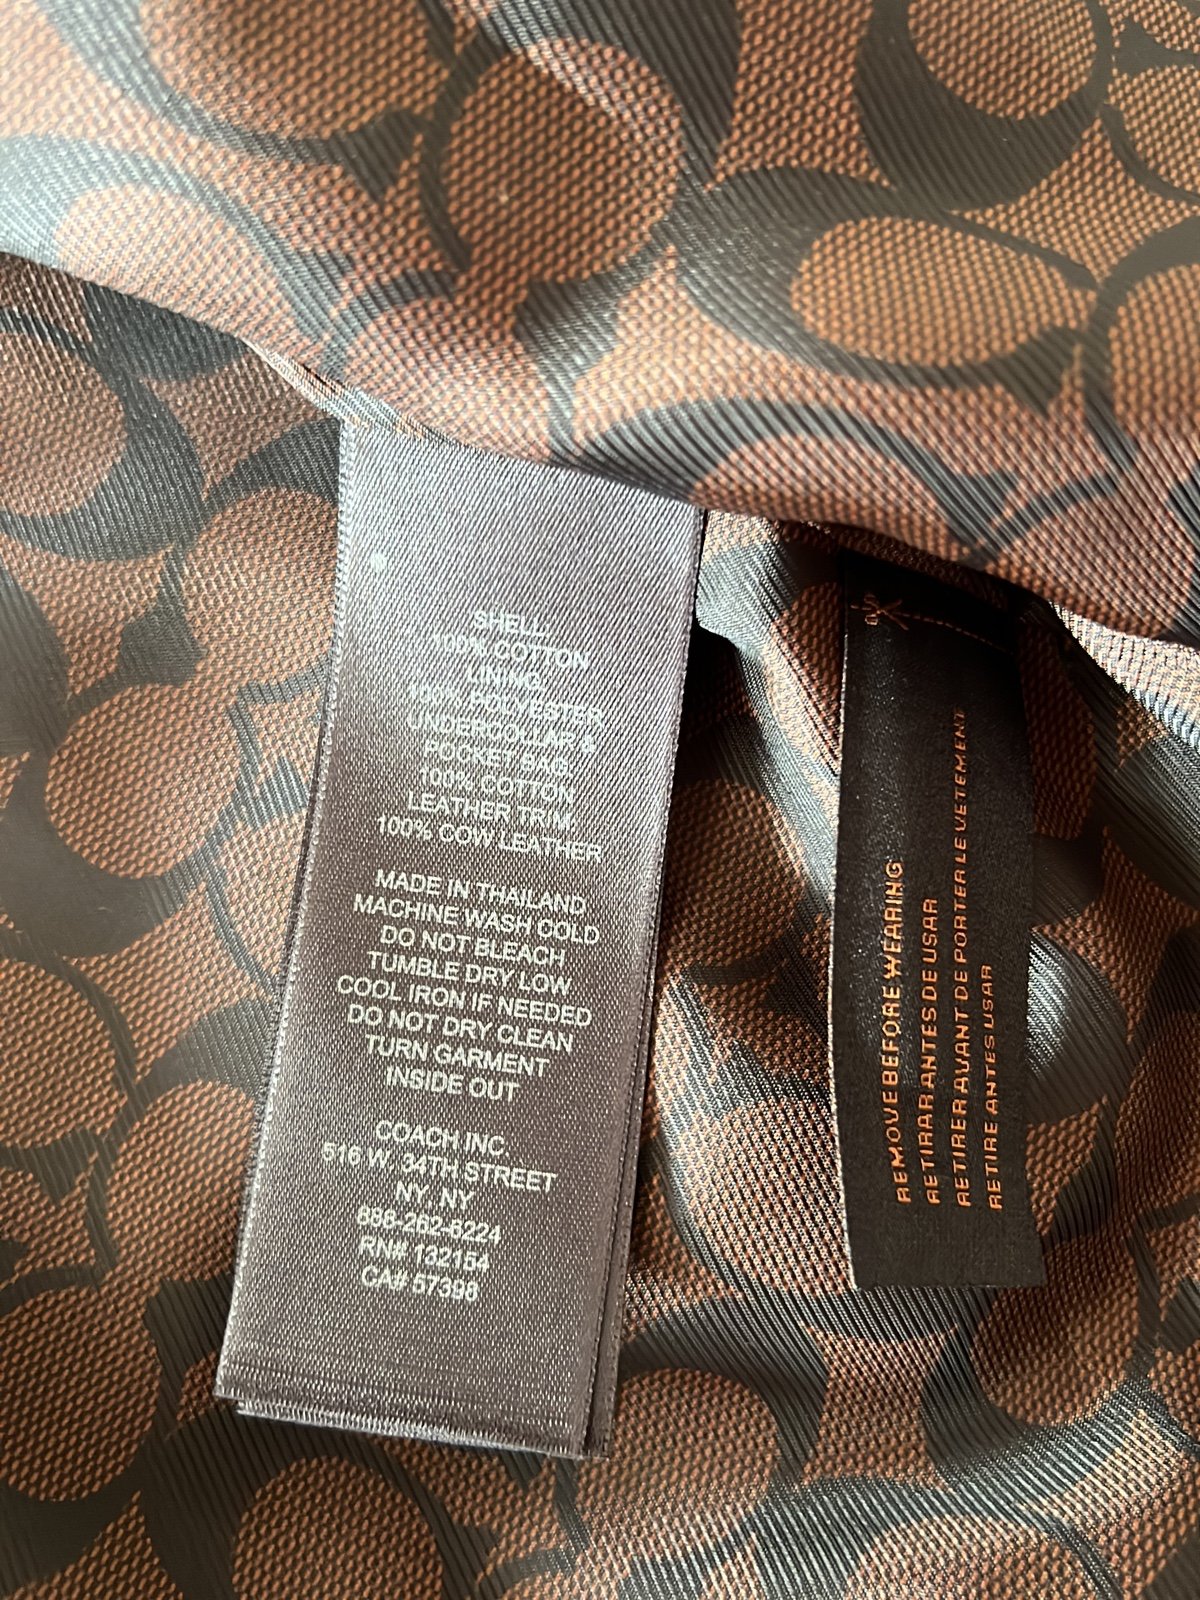 SHELL:
100% COTTON
LINING:
100% POLYESTER
UNDERCOLLAR &
POCKET BAG:
100% COTTON
LEATHER TRIM:
100% COW LEATHER
MADE IN THAILAND
MACHINE WASH COLD
DO NOT BLEACH
TUMBLE DRY LOW
COOL IRON IF NEEDED
DO NOT DRY CLEAN
TURN GARMENT
INSIDE OUT
COACH INC.
516 W. 34TH STREET
NY, NY
888-262-6224
RN# 132154
CA# 57398
REMOVE BEFORE WEARING
RETIRAR ANTES DE USAR
RETIRER AVANT DE PORTER LE VETEMENT
RETIRE ANTES USAR